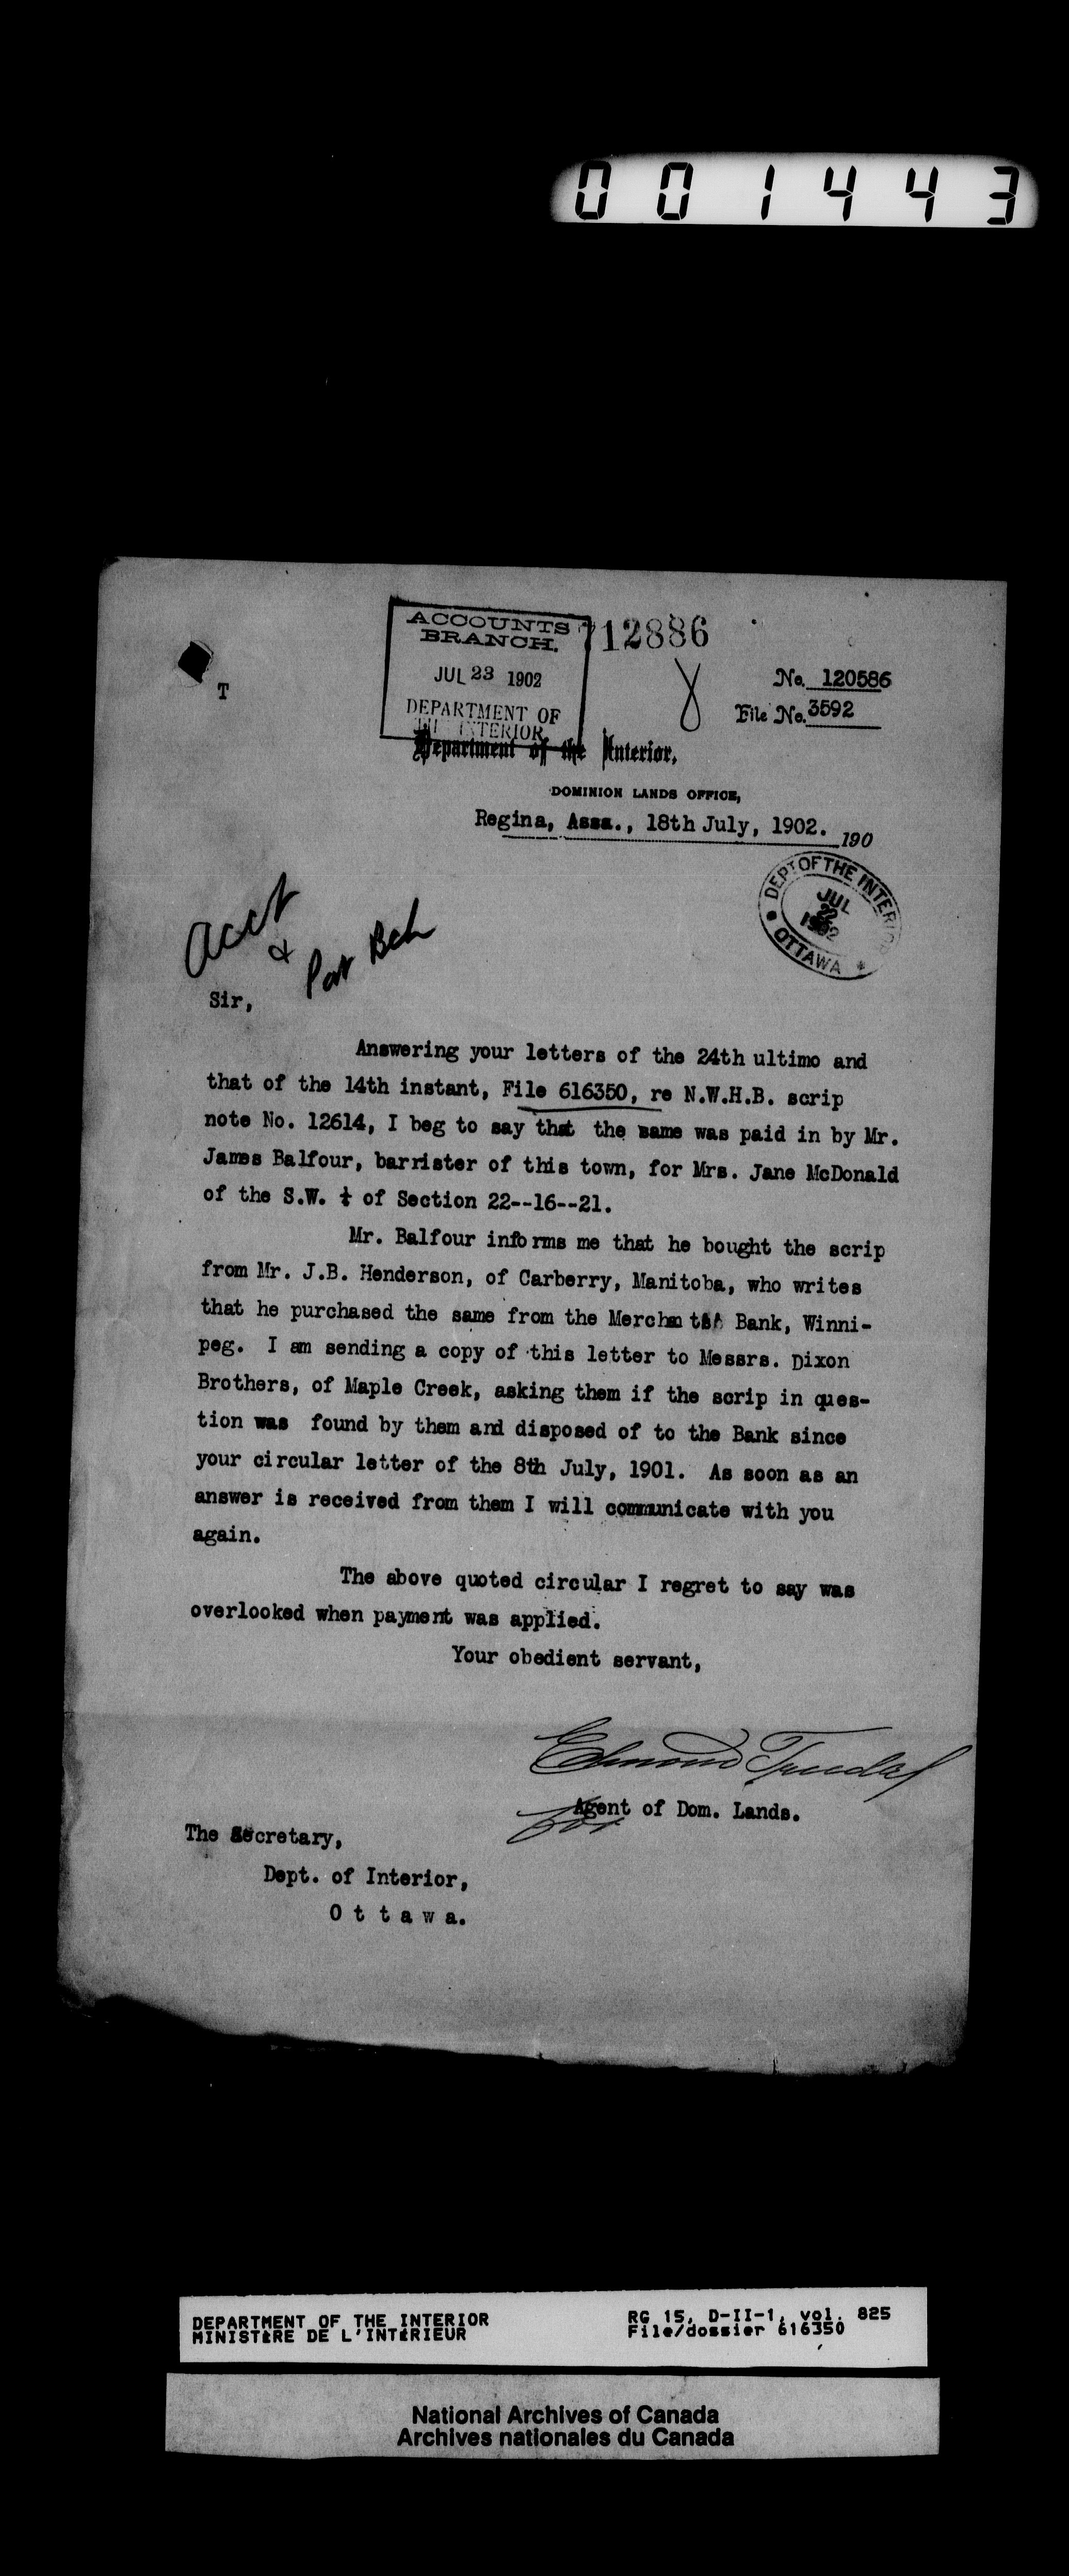 001443
ACCOUNTS
BRANCH.
JUL 23 1902
DEPARTMENT OF
THE INTERIOR
712886
T
No. 120586
File No. 3592
Department of the Interior,
DOMINION LANDS OFFICE,
Regina, Assa., 18th July, 1902. 190
DEPT OF THE INTERIOR
JUL
22
1902
OTTAWA
acct
&
Pat Bch
Sir,
Answering your letters of the 24th ultimo and
that of the 14th instant, File 616350, re N.W.H.B. scrip
note No. 12614, I beg to say that the same was paid in by Mr.
James Balfour, barrister of this town, for Mrs. Jane McDonald
of the S.W. ¼ of Section 22--16--21.
Mr. Balfour informs me that he bought the scrip
from Mr. J.B. Henderson, of Carberry, Manitoba, who writes
that he purchased the same from the Merchants Bank, Winni-
peg. I am sending a copy of this letter to Messrs. Dixon
Brothers, of Maple Creek, asking them if the scrip in ques-
tion was found by them and disposed of to the Bank since
your circular letter of the 8th July, 1901. As soon as an
answer is received from them I will communicate with you
again.
The above quoted circular I regret to say was
overlooked when payment was applied.
Your obedient servant,
Edmond
for Agent of Dom. Lands.
The Secretary,
Dept. of Interior,
Ottawa.
DEPARTMENT OF THE INTERIOR
MINISTÈRE DE L'INTÉRIEUR
RG 15, D-II-1, vol. 825
File/dossier 616350
National Archives of Canada
Archives nationales du Canada